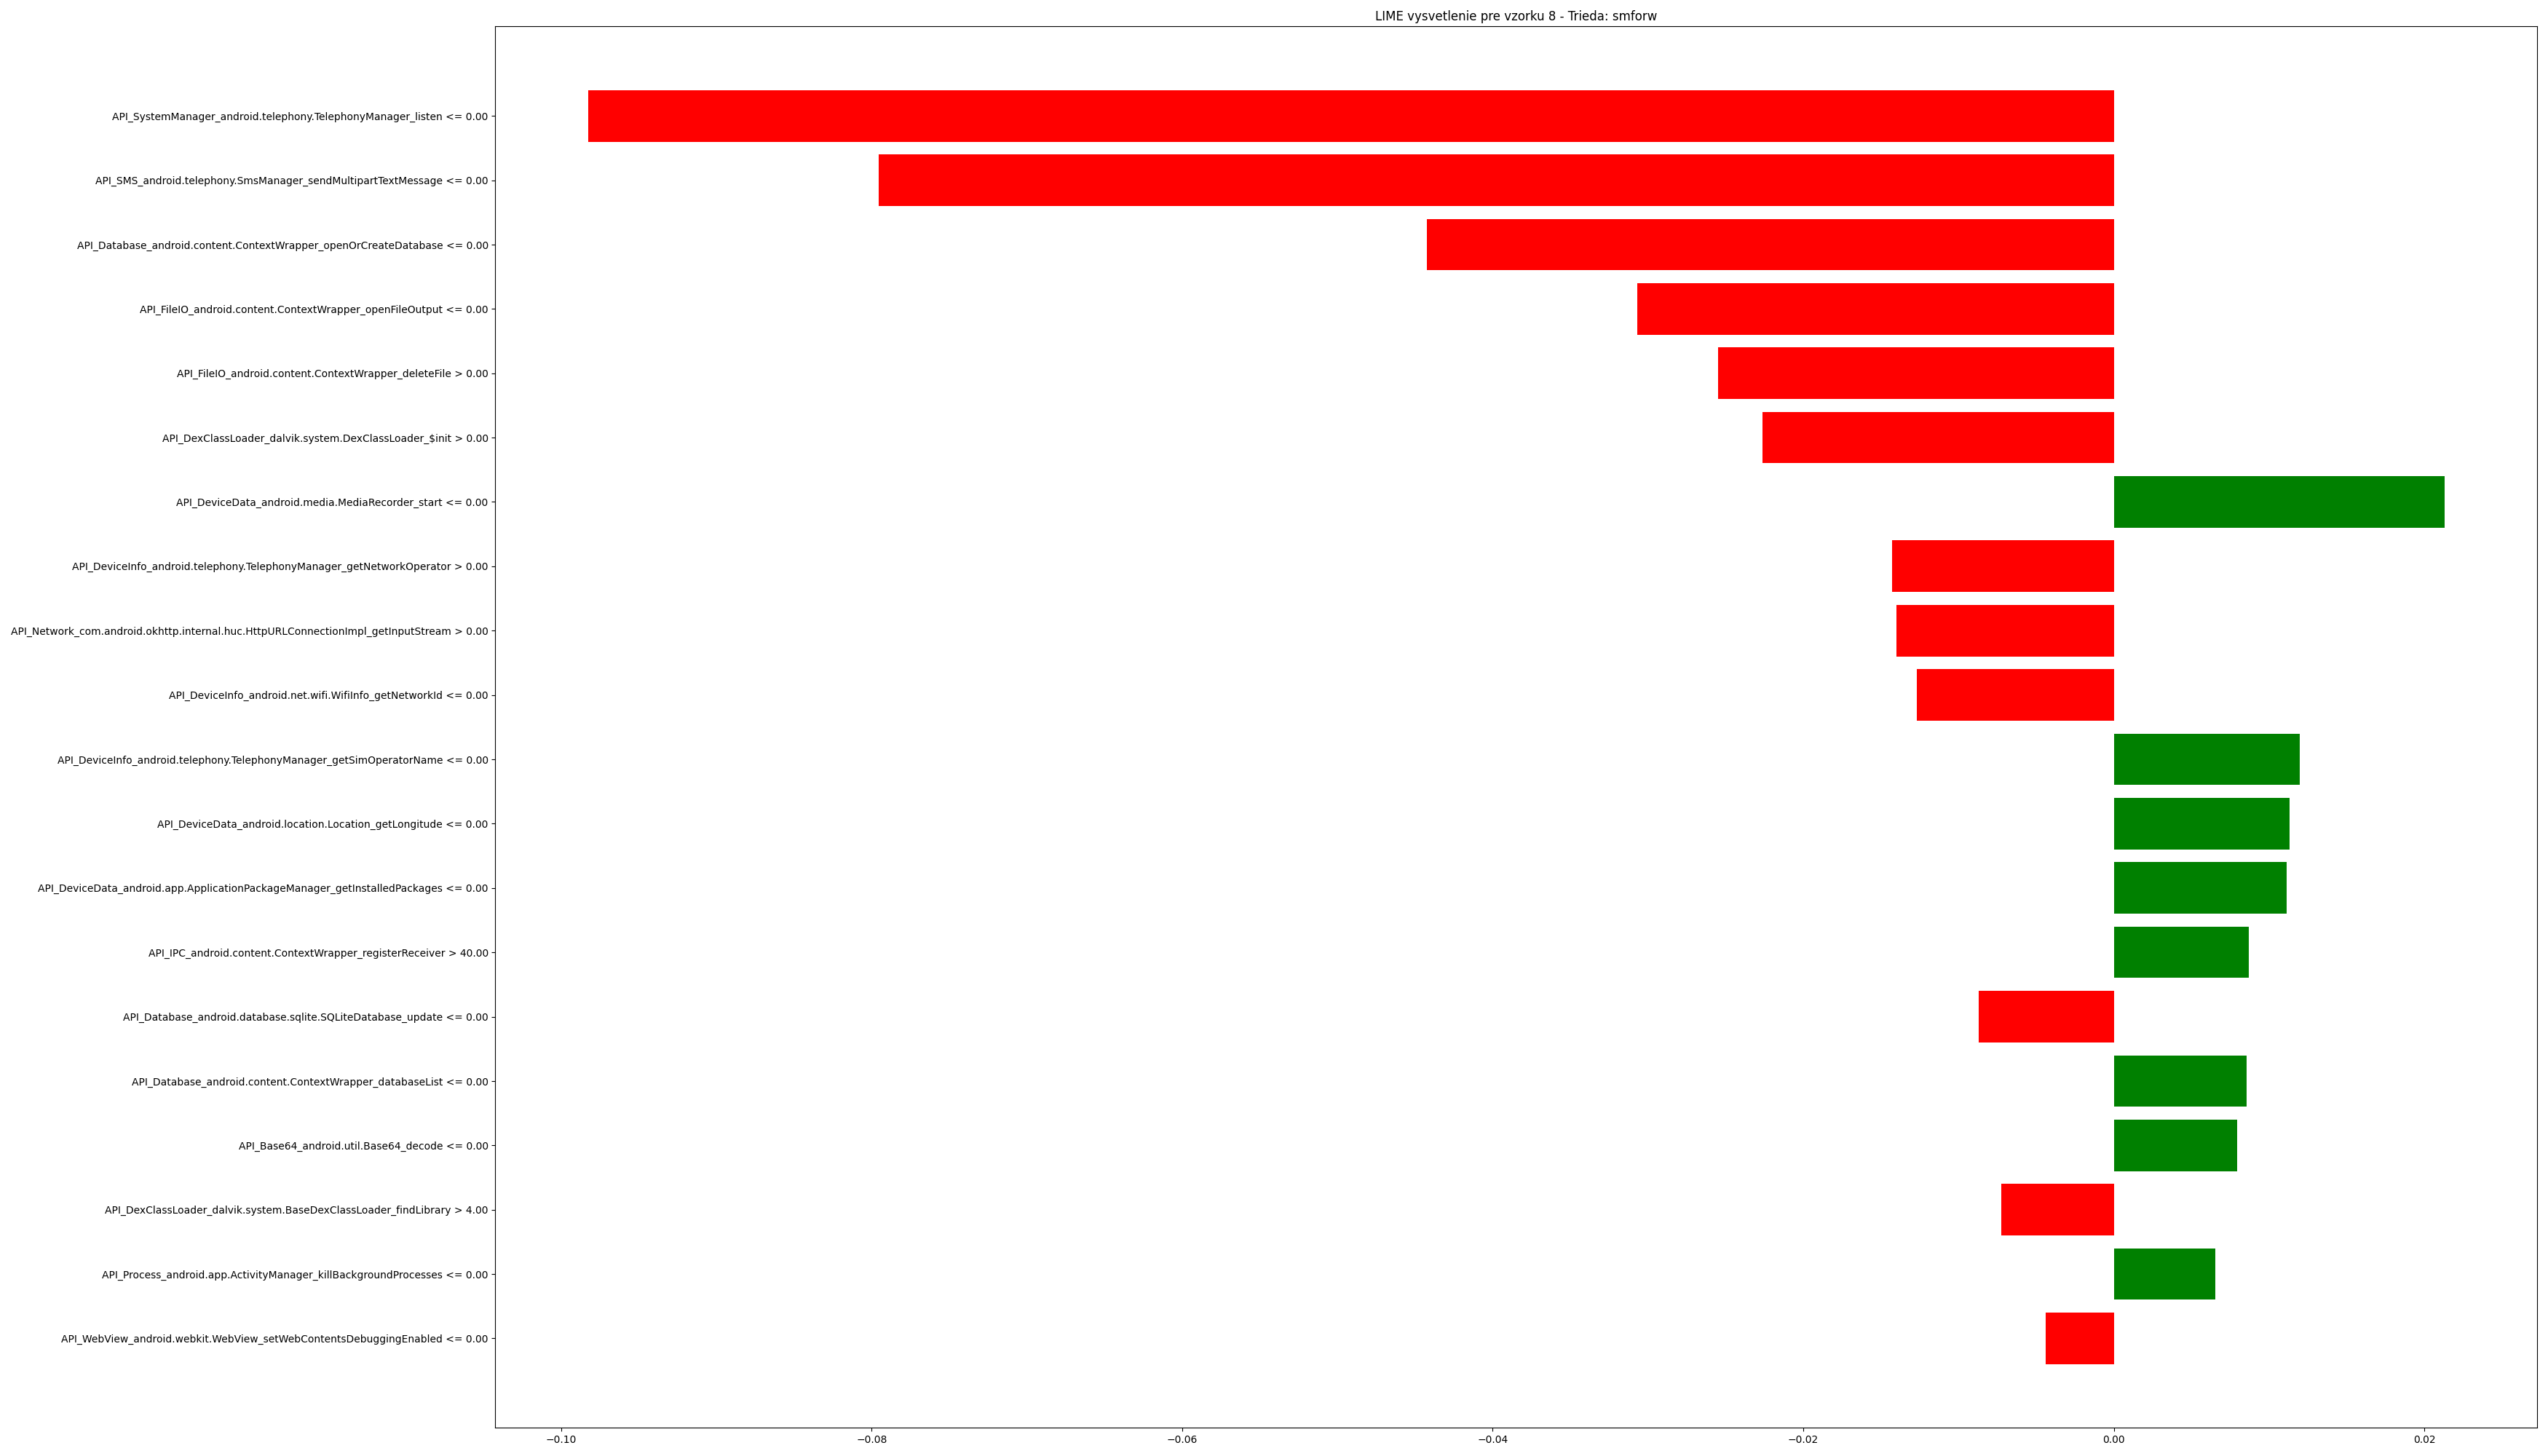 LIME vysvetlenie pre vzorku 8 - Trieda: smforw
API_SystemManager_android.telephony.TelephonyManager_listen <= 0.00
API_SMS_android.telephony.SmsManager_sendMultipartTextMessage <= 0.00
API_Database_android.content.ContextWrapper_openOrCreateDatabase <= 0.00
API_FileIO_android.content.ContextWrapper_openFileOutput <= 0.00
API_FileIO_android.content.ContextWrapper_deleteFile > 0.00
API_DexClassLoader_dalvik.system.DexClassLoader_$init > 0.00
API_DeviceData_android.media.MediaRecorder_start <= 0.00
API_DeviceInfo_android.telephony.TelephonyManager_getNetworkOperator > 0.00
API_Network_com.android.okhttp.internal.huc.HttpURLConnectionImpl_getInputStream > 0.00
API_DeviceInfo_android.net.wifi.WifiInfo_getNetworkId <= 0.00
API_DeviceInfo_android.telephony.TelephonyManager_getSimOperatorName <= 0.00
API_DeviceData_android.location.Location_getLongitude <= 0.00
API_DeviceData_android.app.ApplicationPackageManager_getInstalledPackages <= 0.00
API_IPC_android.content.ContextWrapper_registerReceiver > 40.00
API_Database_android.database.sqlite.SQLiteDatabase_update <= 0.00
API_Database_android.content.ContextWrapper_databaseList <= 0.00
API_Base64_android.util.Base64_decode <= 0.00
API_DexClassLoader_dalvik.system.BaseDexClassLoader_findLibrary > 4.00
API_Process_android.app.ActivityManager_killBackgroundProcesses <= 0.00
API_WebView_android.webkit.WebView_setWebContentsDebuggingEnabled <= 0.00
−0.10 −0.08 −0.06 −0.04 −0.02 0.00 0.02